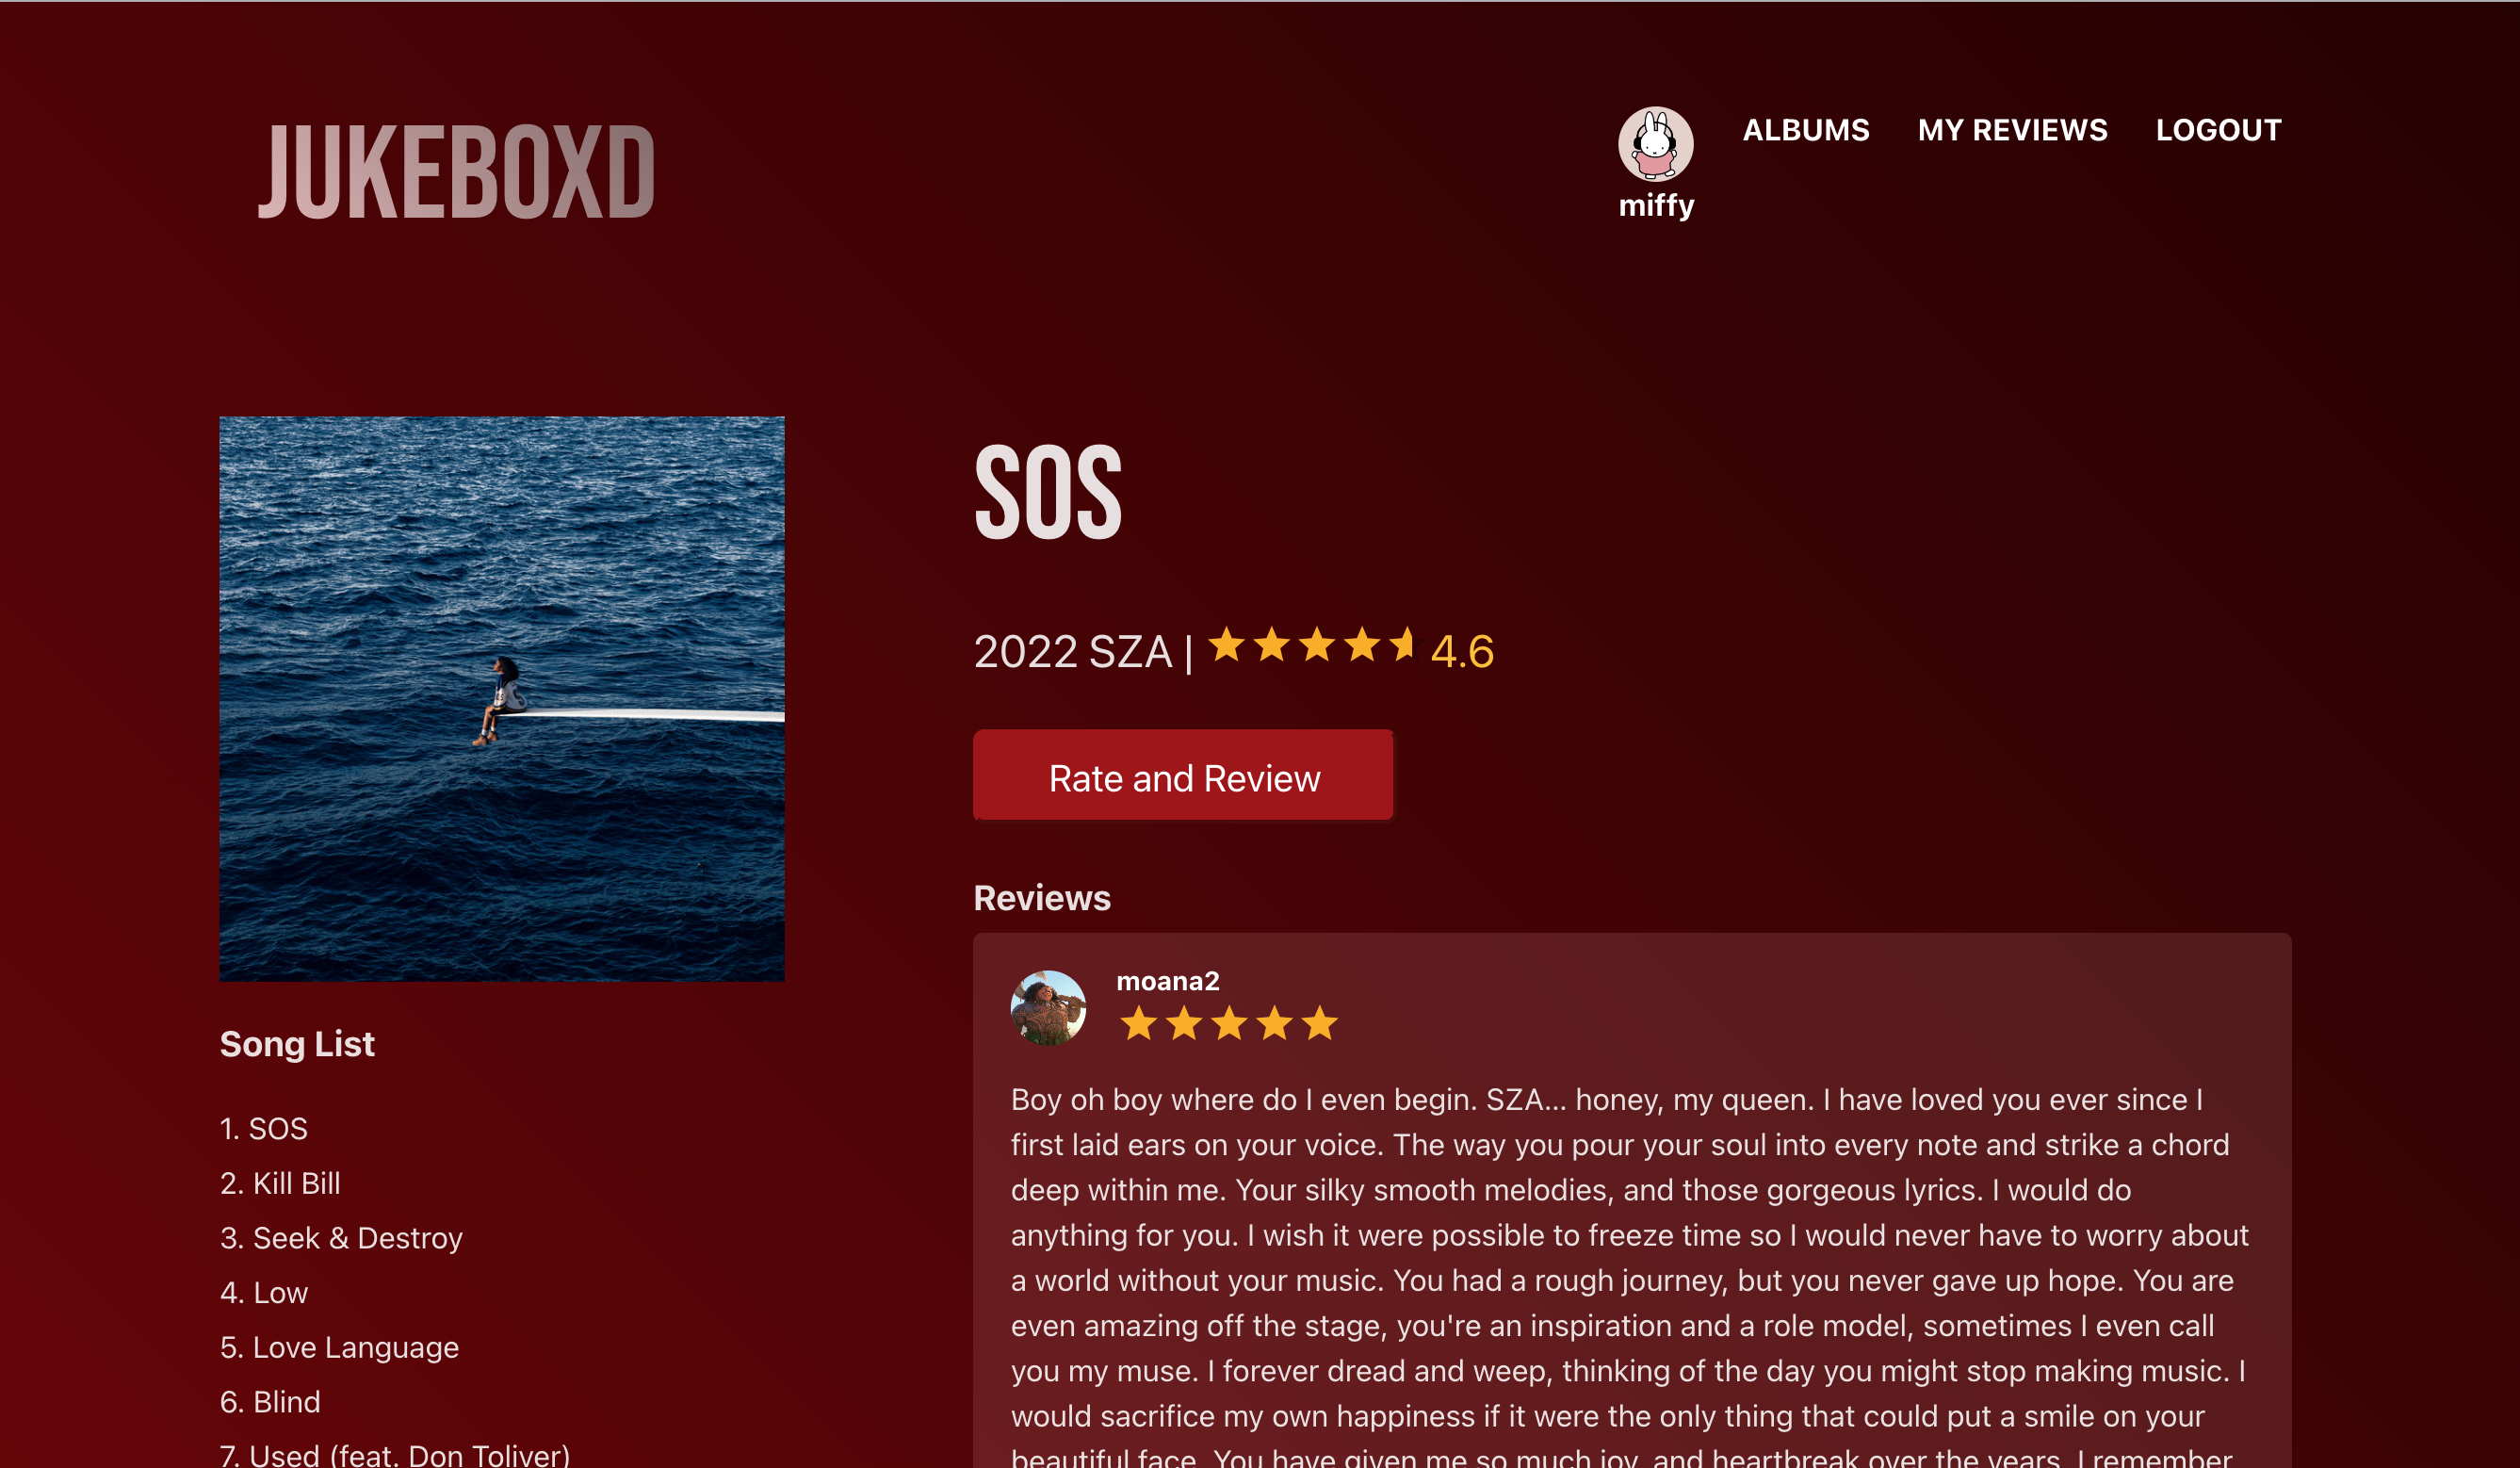 JUKEBOXD
miffy
ALBUMS
MY REVIEWS
LOGOUT
SOS
2022 SZA | 4.6
Rate and Review
Song List
1. SOS
2. Kill Bill
3. Seek & Destroy
4. Low
5. Love Language
6. Blind
7. Used (feat. Don Toliver)
Reviews
moana2
Boy oh boy where do I even begin. SZA... honey, my queen. I have loved you ever since I
first laid ears on your voice. The way you pour your soul into every note and strike a chord
deep within me. Your silky smooth melodies, and those gorgeous lyrics. I would do
anything for you. I wish it were possible to freeze time so I would never have to worry about
a world without your music. You had a rough journey, but you never gave up hope. You are
even amazing off the stage, you're an inspiration and a role model, sometimes I even call
you my muse. I forever dread and weep, thinking of the day you might stop making music. I
would sacrifice my own happiness if it were the only thing that could put a smile on your
beautiful face. You have given me so much joy, and heartbreak over the years. I remember